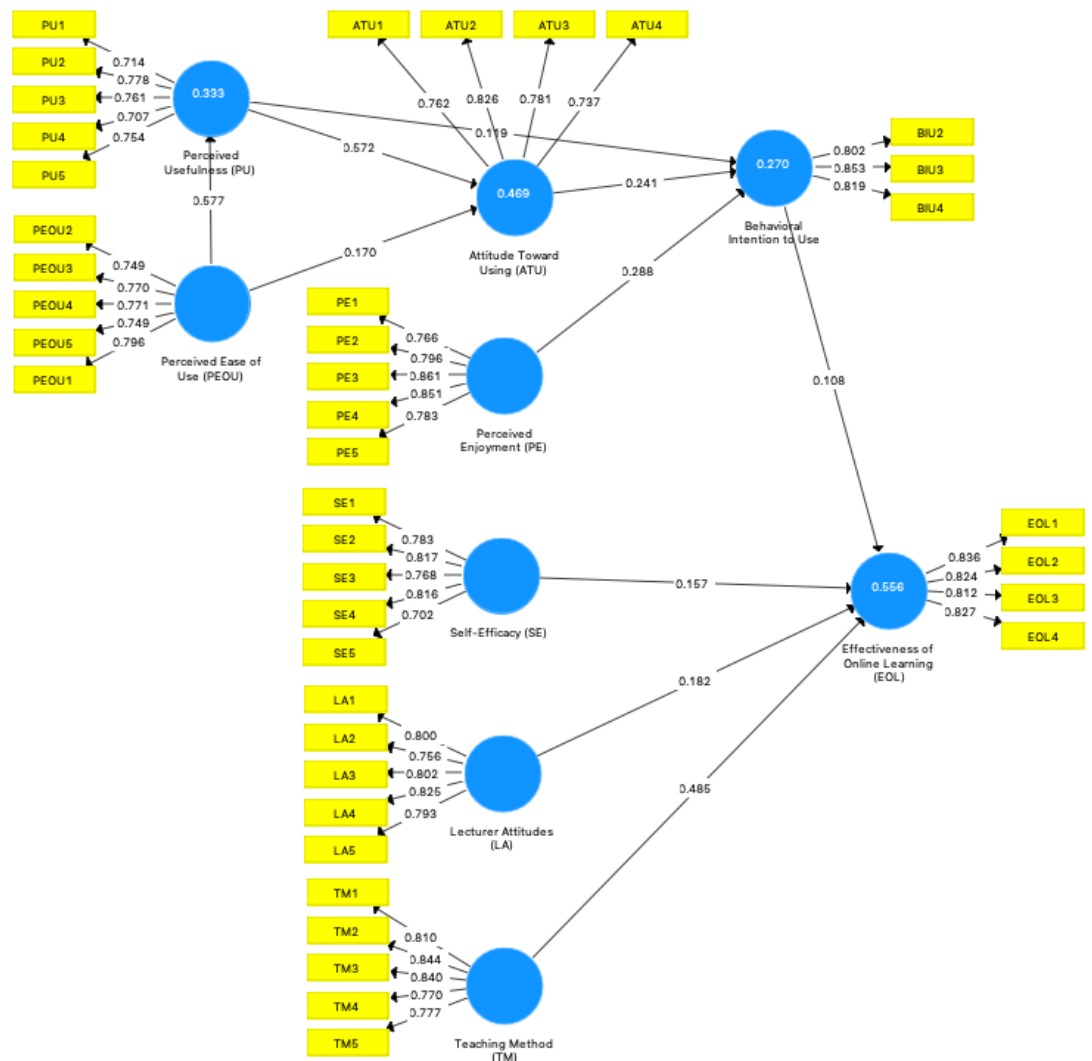 PU1
PU2
PU3
PU4
PU5
0.714
0.778
0.761
0.707
0.754
0.333
Perceived
Usefulness (PU)
0.577
PEOU2
PEOU3
PEOU4
PEOU5
PEOU1
0.749
0.770
0.771
0.749
0.796
Perceived Ease of
Use (PEOU)
ATU1
ATU2
ATU3
ATU4
0.762
0.826
0.781
0.737
0.119
0.572
0.170
0.469
Attitude Toward
Using (ATU)
0.241
0.288
0.270
Behavioral
Intention to Use
0.802
0.853
0.819
BIU2
BIU3
BIU4
0.108
PE1
PE2
PE3
PE4
PE5
0.766
0.796
0.861
0.851
0.783
Perceived
Enjoyment (PE)
SE1
SE2
SE3
SE4
SE5
0.783
0.817
0.768
0.816
0.702
Self-Efficacy (SE)
0.157
0.556
Effectiveness of
Online Learning
(EOL)
0.836
0.824
0.812
0.827
EOL1
EOL2
EOL3
EOL4
LA1
LA2
LA3
LA4
LA5
0.800
0.756
0.802
0.825
0.793
Lecturer Attitudes
(LA)
0.182
0.485
TM1
TM2
TM3
TM4
TM5
0.810
0.844
0.840
0.770
0.777
Teaching Method
(TM)